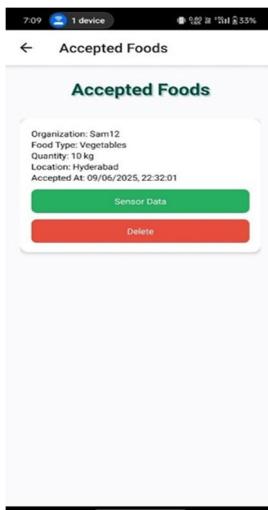 7:09 1 device 33%
Accepted Foods
Accepted Foods
Organization: Sam12
Food Type: Vegetables
Quantity: 10 kg
Location: Hyderabad
Accepted At: 09/06/2025, 22:32:01
Sensor Data
Delete